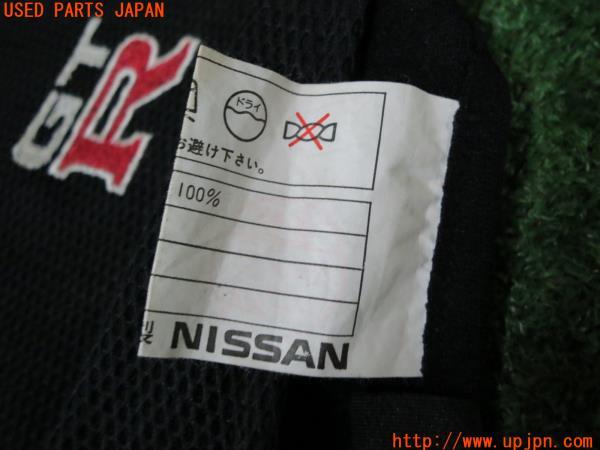 USED PARTS JAPAN
GT
R
ドライ
お避け下さい。
100%
製 NISSAN
http://www.upjpn.com/